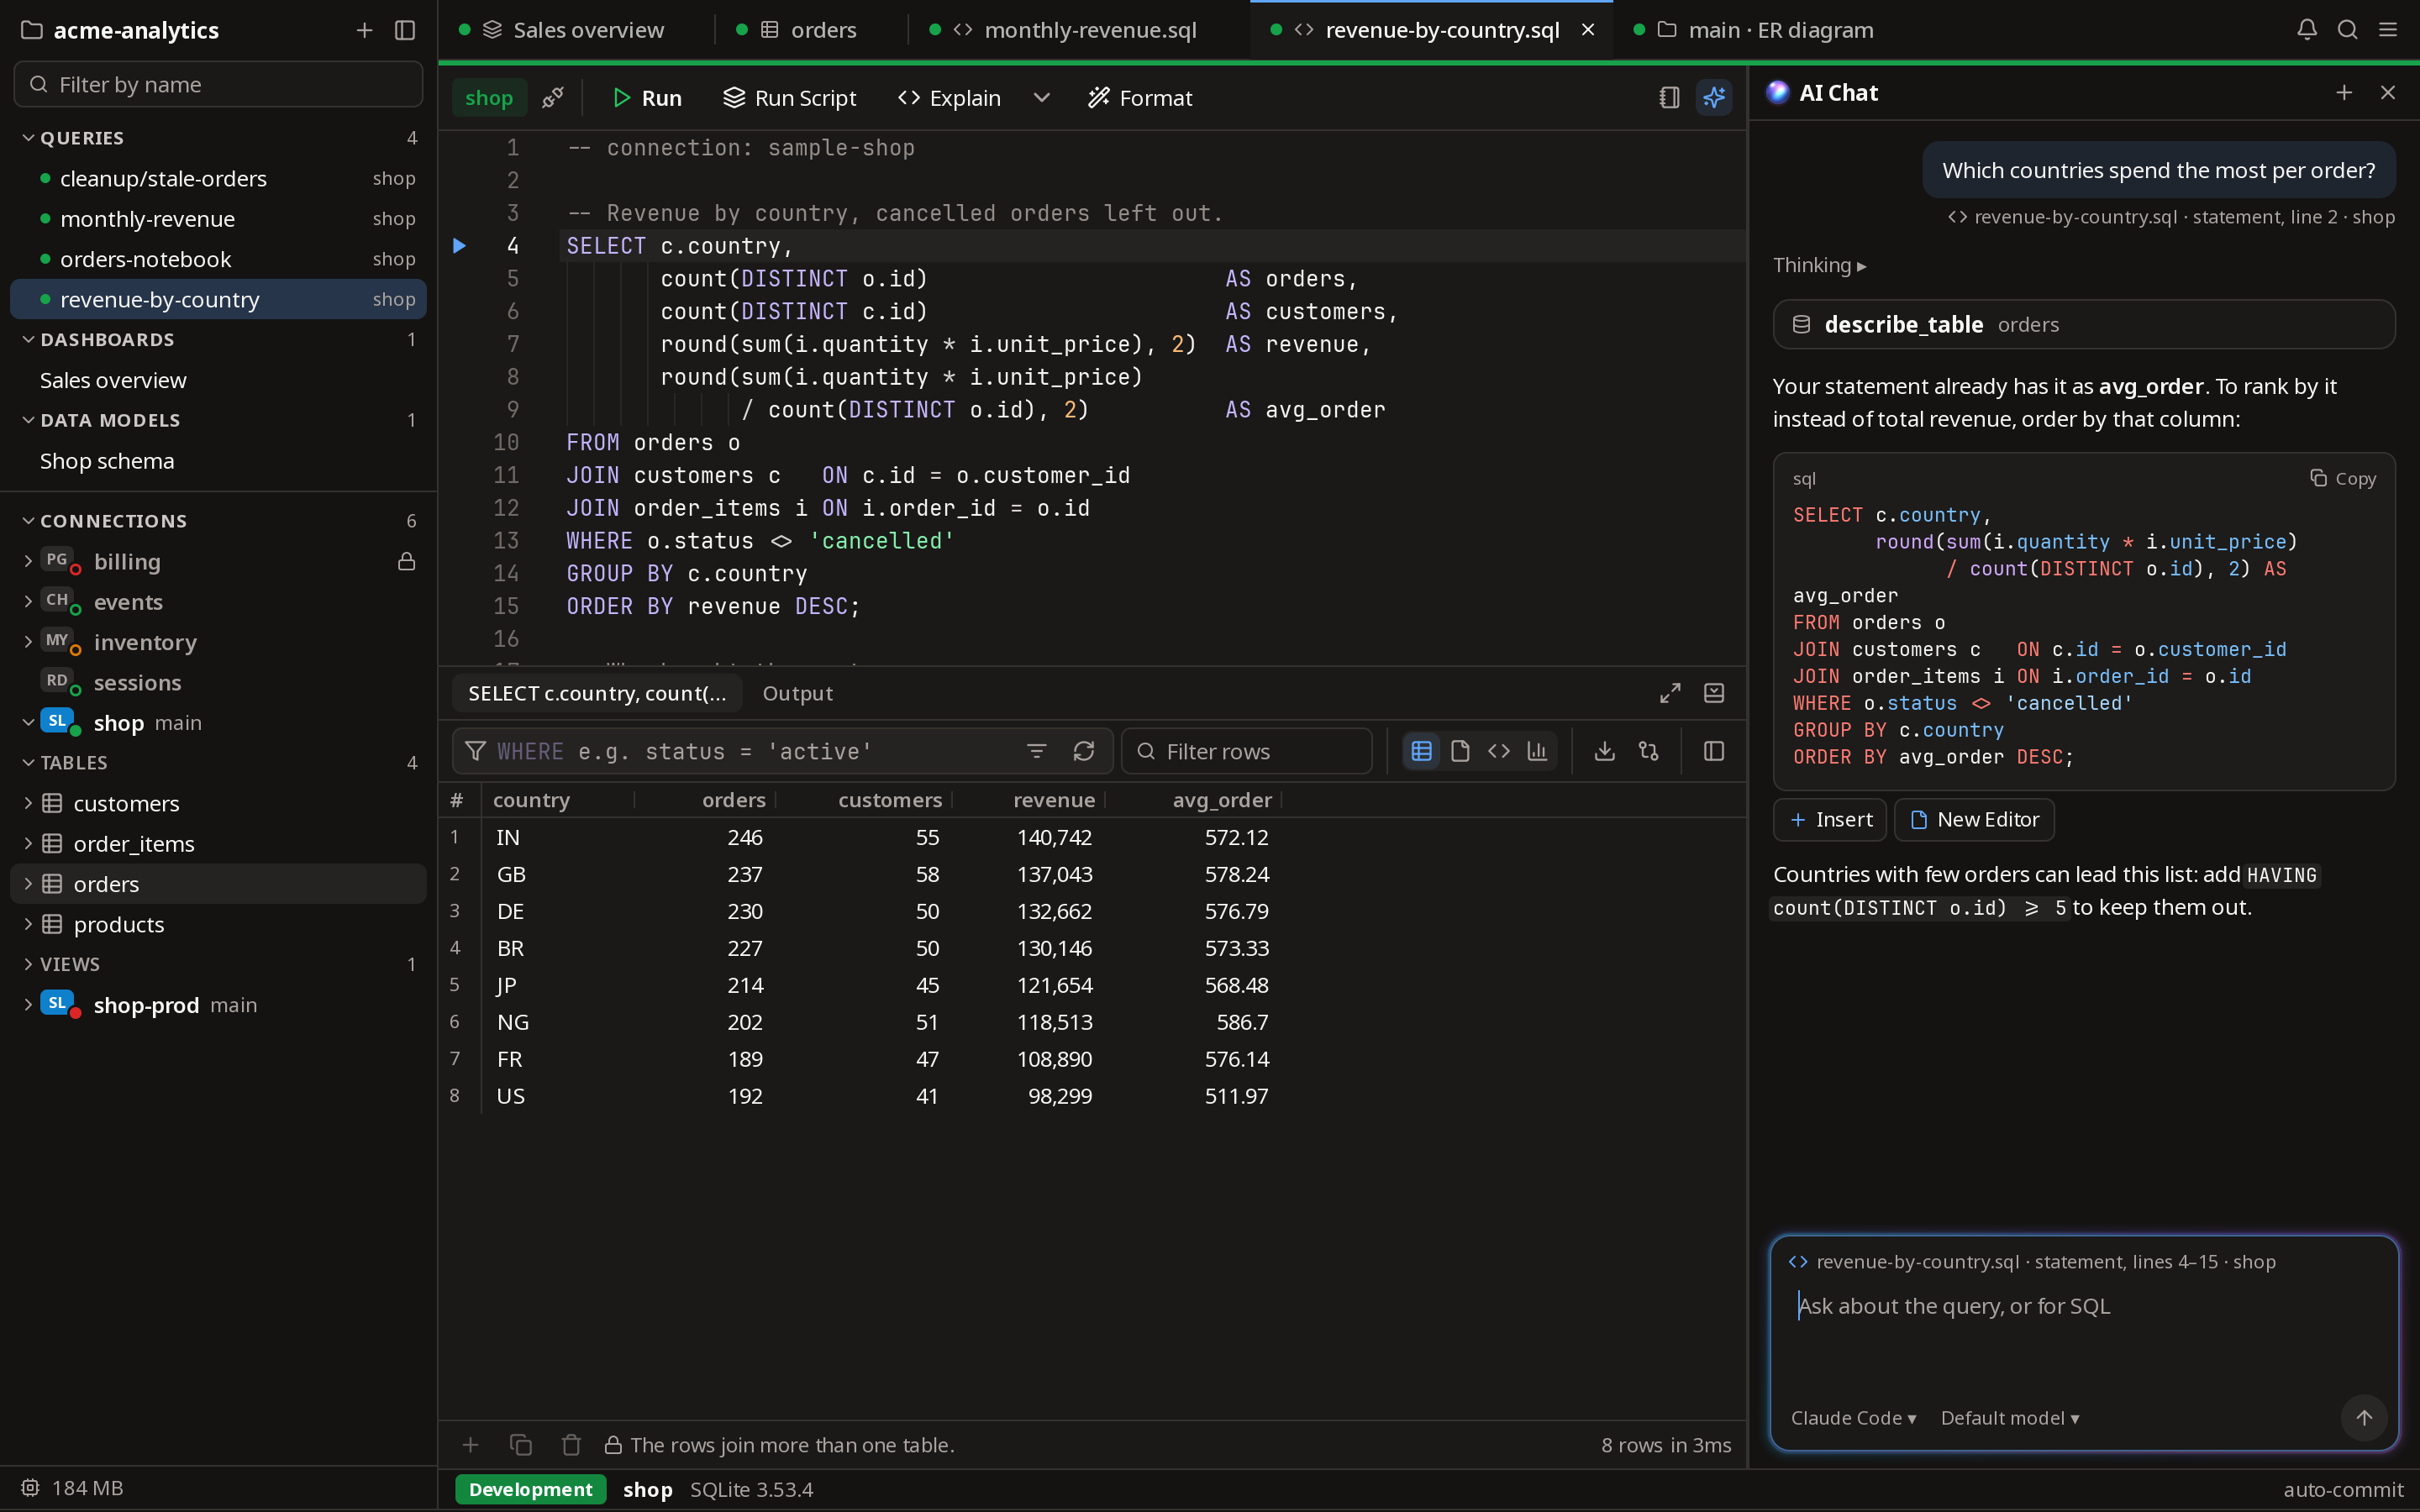 acme-analytics
Filter by name
QUERIES 4
cleanup/stale-orders shop
monthly-revenue shop
orders-notebook shop
revenue-by-country shop
DASHBOARDS 1
Sales overview
DATA MODELS 1
Shop schema
CONNECTIONS 6
PG billing
CH events
MY inventory
RD sessions
SL shop main
TABLES 4
customers
order_items
orders
products
VIEWS 1
SL shop-prod main
184 MB
Sales overview orders monthly-revenue.sql revenue-by-country.sql main · ER diagram
shop Run Run Script Explain Format
1 -- connection: sample-shop
2
3 -- Revenue by country, cancelled orders left out.
4 SELECT c.country,
5 count(DISTINCT o.id) AS orders,
6 count(DISTINCT c.id) AS customers,
7 round(sum(i.quantity * i.unit_price), 2) AS revenue,
8 round(sum(i.quantity * i.unit_price)
9 / count(DISTINCT o.id), 2) AS avg_order
10 FROM orders o
11 JOIN customers c ON c.id = o.customer_id
12 JOIN order_items i ON i.order_id = o.id
13 WHERE o.status <> 'cancelled'
14 GROUP BY c.country
15 ORDER BY revenue DESC;
16
SELECT c.country, count(... Output
WHERE e.g. status = 'active' Filter rows
# country orders customers revenue avg_order
1 IN 246 55 140,742 572.12
2 GB 237 58 137,043 578.24
3 DE 230 50 132,662 576.79
4 BR 227 50 130,146 573.33
5 JP 214 45 121,654 568.48
6 NG 202 51 118,513 586.7
7 FR 189 47 108,890 576.14
8 US 192 41 98,299 511.97
The rows join more than one table. 8 rows in 3ms
Development shop SQLite 3.53.4 auto-commit
AI Chat
Which countries spend the most per order?
revenue-by-country.sql · statement, line 2 · shop
Thinking ▸
describe_table orders
Your statement already has it as avg_order. To rank by it
instead of total revenue, order by that column:
sql Copy
SELECT c.country,
round(sum(i.quantity * i.unit_price)
/ count(DISTINCT o.id), 2) AS
avg_order
FROM orders o
JOIN customers c ON c.id = o.customer_id
JOIN order_items i ON i.order_id = o.id
WHERE o.status <> 'cancelled'
GROUP BY c.country
ORDER BY avg_order DESC;
Insert New Editor
Countries with few orders can lead this list: add HAVING
count(DISTINCT o.id) >= 5 to keep them out.
revenue-by-country.sql · statement, lines 4–15 · shop
Ask about the query, or for SQL
Claude Code ▾ Default model ▾